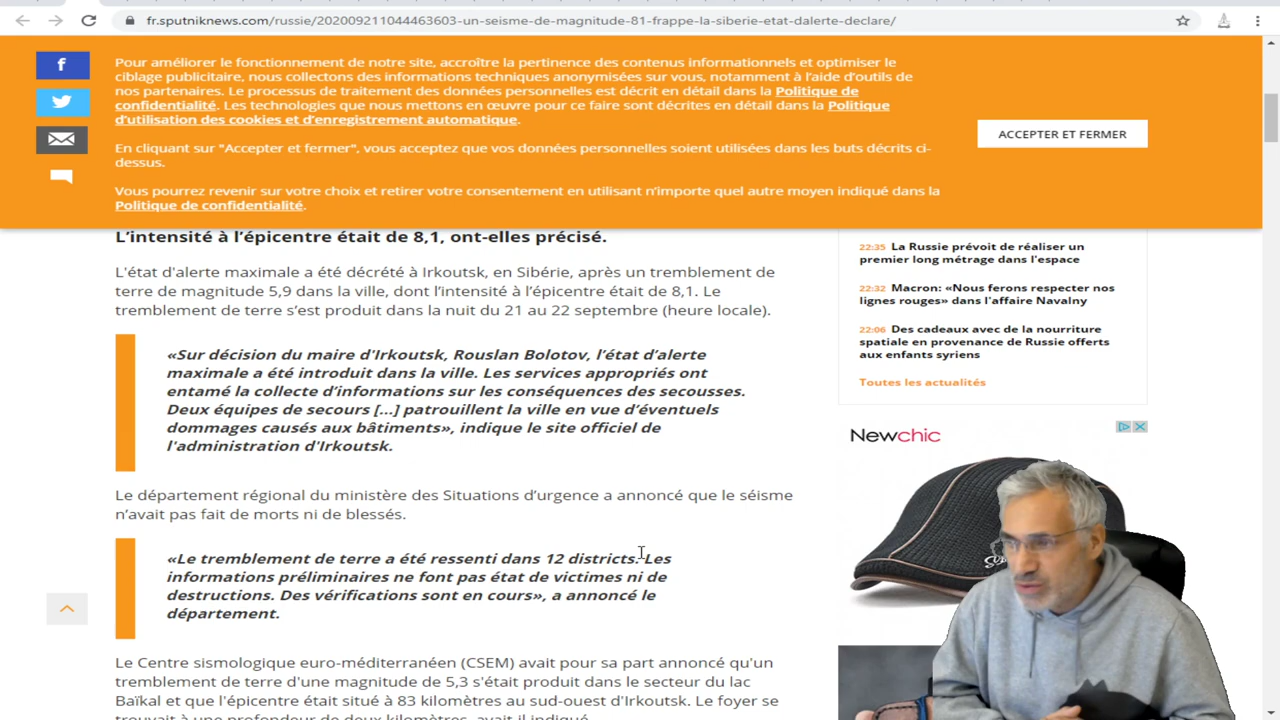 fr.sputniknews.com/russie/202009211044463603-un-seisme-de-magnitude-81-frappe-la-siberie-etat-dalerte-declare/
Pour améliorer le fonctionnement de notre site, accroître la pertinence des contenus informationnels et optimiser le
ciblage publicitaire, nous collectons des informations techniques anonymisées sur vous, notamment à l'aide d'outils de
nos partenaires. Le processus de traitement des données personnelles est décrit en détail dans la Politique de
confidentialité. Les technologies que nous mettons en œuvre pour ce faire sont décrites en détail dans la Politique
d'utilisation des cookies et d'enregistrement automatique.
En cliquant sur "Accepter et fermer", vous acceptez que vos données personnelles soient utilisées dans les buts décrits ci-
dessus.
Vous pourrez revenir sur votre choix et retirer votre consentement en utilisant n'importe quel autre moyen indiqué dans la
Politique de confidentialité.
ACCEPTER ET FERMER
L'intensité à l'épicentre était de 8,1, ont-elles précisé.
L'état d'alerte maximale a été décrété à Irkoutsk, en Sibérie, après un tremblement de
terre de magnitude 5,9 dans la ville, dont l'intensité à l'épicentre était de 8,1. Le
tremblement de terre s'est produit dans la nuit du 21 au 22 septembre (heure locale).
«Sur décision du maire d'Irkoutsk, Rouslan Bolotov, l'état d'alerte
maximale a été introduit dans la ville. Les services appropriés ont
entamé la collecte d'informations sur les conséquences des secousses.
Deux équipes de secours [...] patrouillent la ville en vue d'éventuels
dommages causés aux bâtiments», indique le site officiel de
l'administration d'Irkoutsk.
Le département régional du ministère des Situations d'urgence a annoncé que le séisme
n'avait pas fait de morts ni de blessés.
«Le tremblement de terre a été ressenti dans 12 districts. Les
informations préliminaires ne font pas état de victimes ni de
destructions. Des vérifications sont en cours», a annoncé le
département.
Le Centre sismologique euro-méditerranéen (CSEM) avait pour sa part annoncé qu'un
tremblement de terre d'une magnitude de 5,3 s'était produit dans le secteur du lac
Baïkal et que l'épicentre était situé à 83 kilomètres au sud-ouest d'Irkoutsk. Le foyer se
trouvait à une profondeur de deux kilomètres, avait-il indiqué.
22:35 La Russie prévoit de réaliser un
premier long métrage dans l'espace
22:32 Macron: «Nous ferons respecter nos
lignes rouges» dans l'affaire Navalny
22:06 Des cadeaux avec de la nourriture
spatiale en provenance de Russie offerts
aux enfants syriens
Toutes les actualités
Newchic